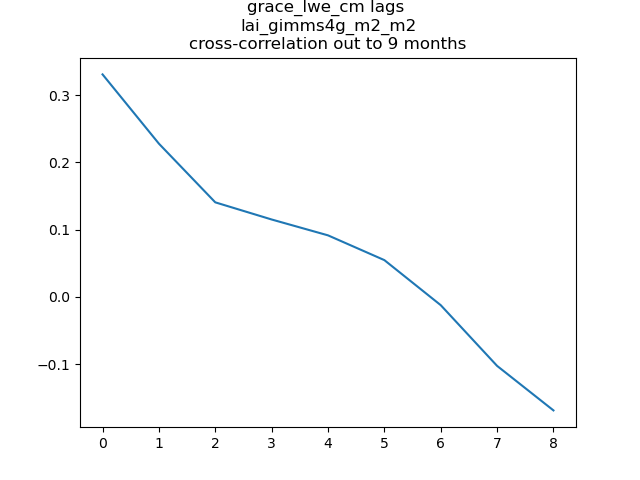 grace_lwe_cm lags
lai_gimms4g_m2_m2
cross-correlation out to 9 months
0.3
0.2
0.1
0.0
−0.1
0 1 2 3 4 5 6 7 8